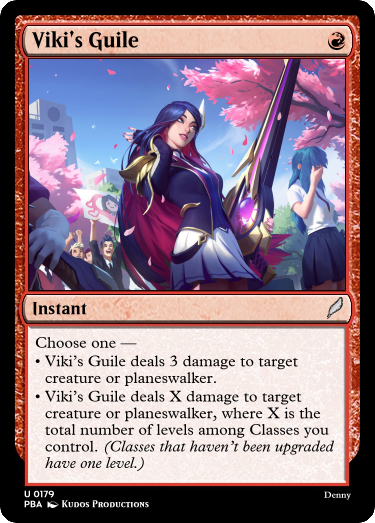 Viki's Guile
Instant
Choose one —
• Viki's Guile deals 3 damage to target
creature or planeswalker.
• Viki's Guile deals X damage to target
creature or planeswalker, where X is the
total number of levels among Classes you
control. (Classes that haven't been upgraded
have one level.)
U 0179
Denny
PBA Kudos Productions